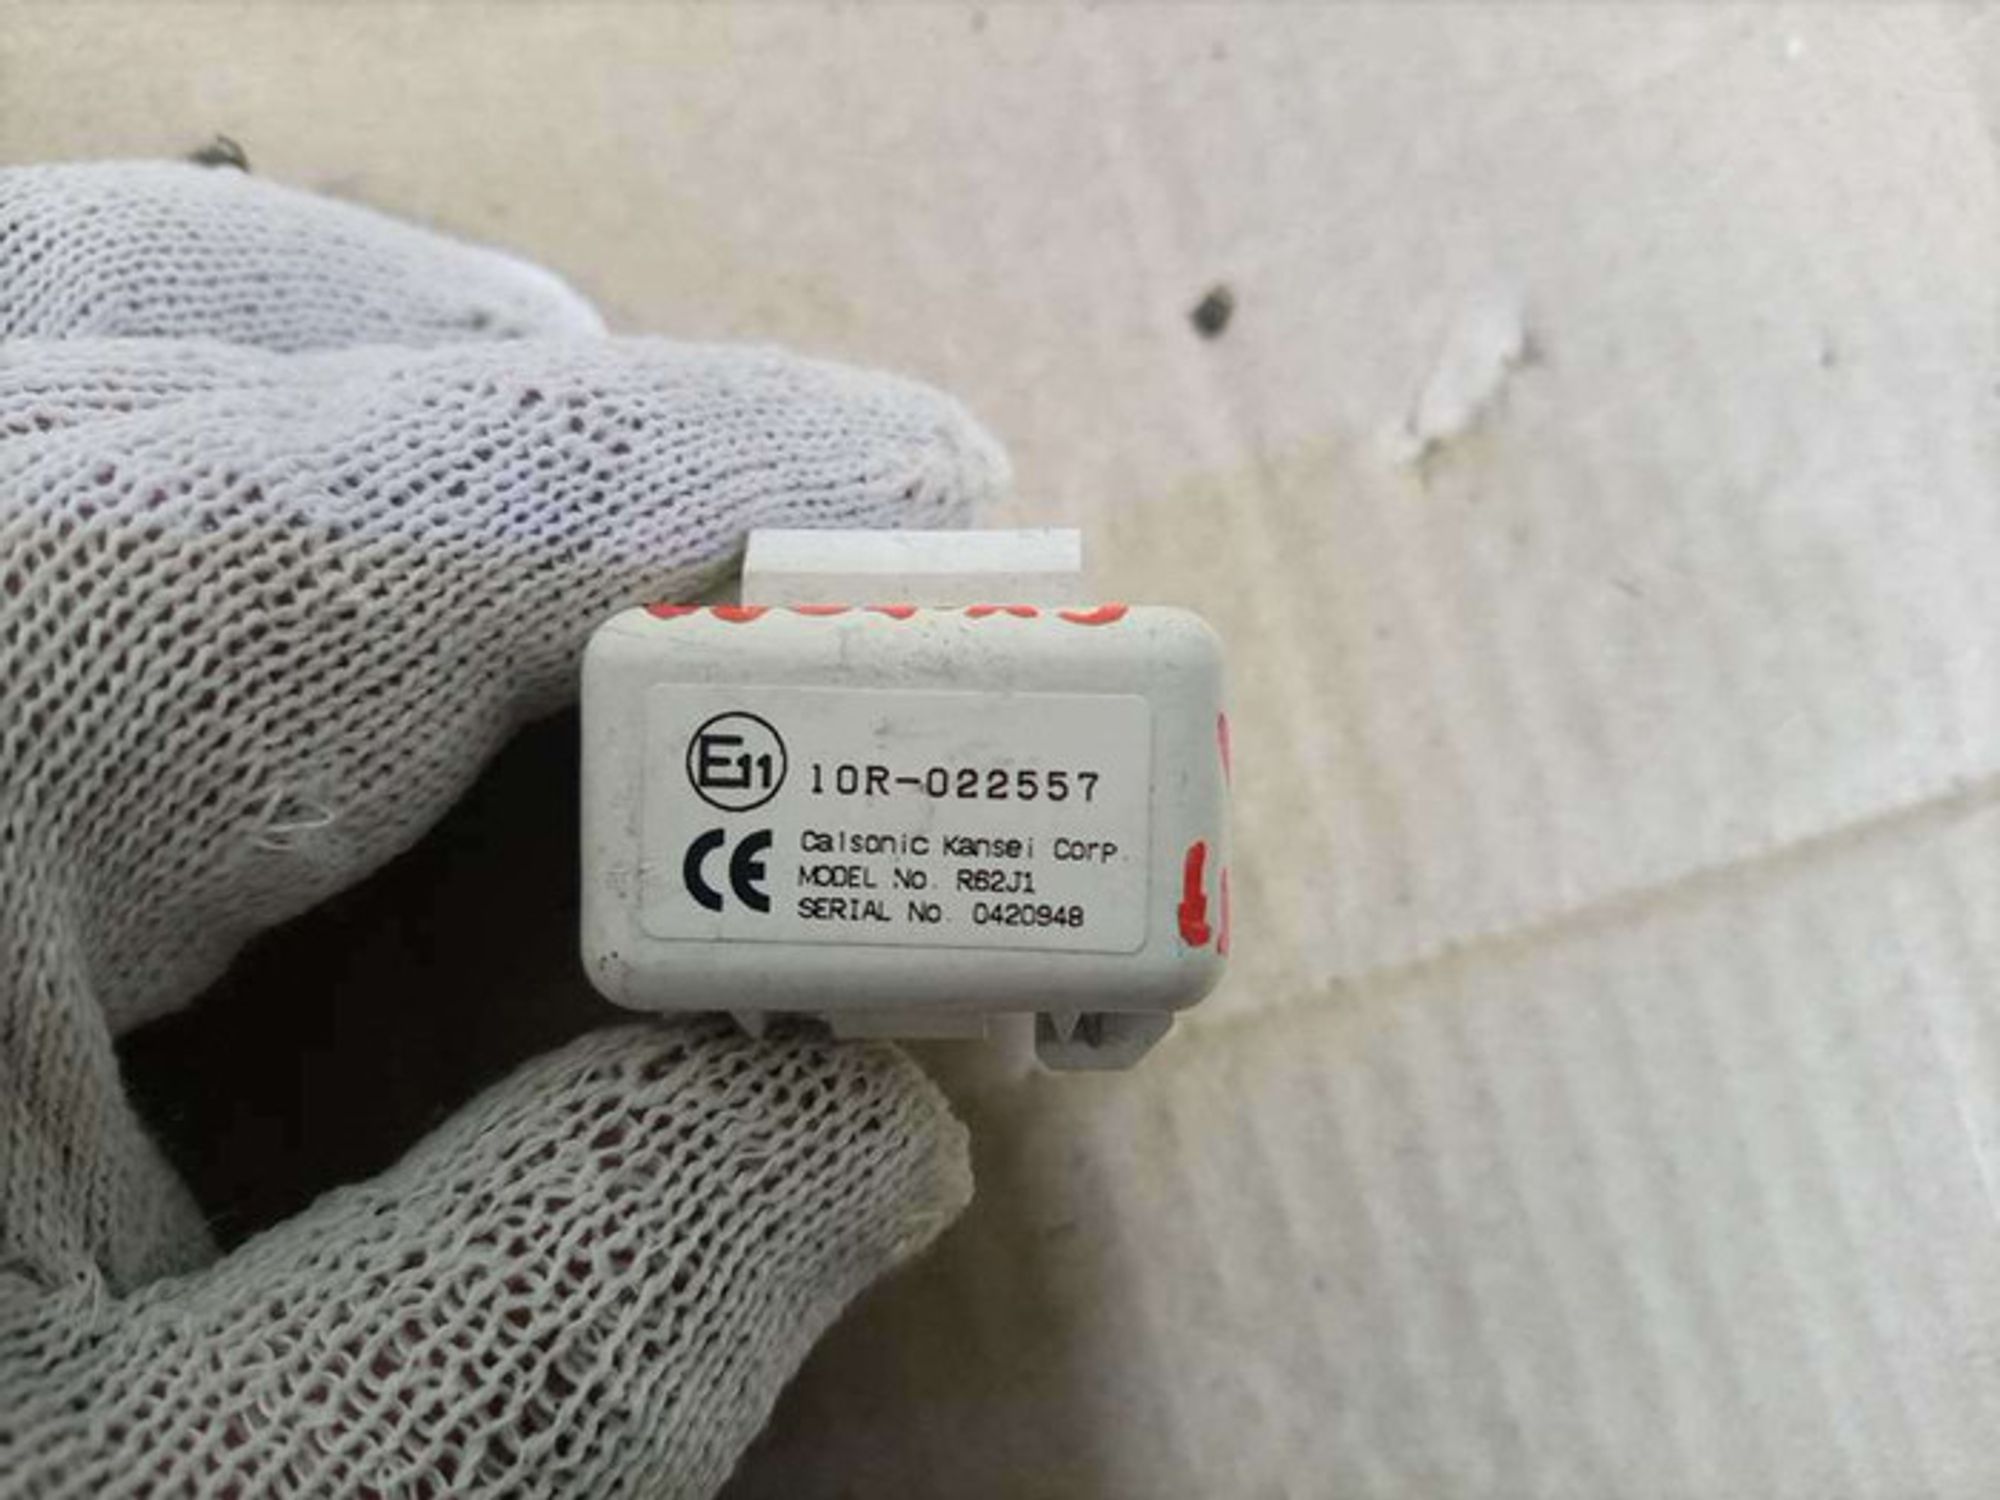 E11 10R-022557
CE Calsonic Kansei Corp.
MODEL No. R62J1
SERIAL No. 0420948